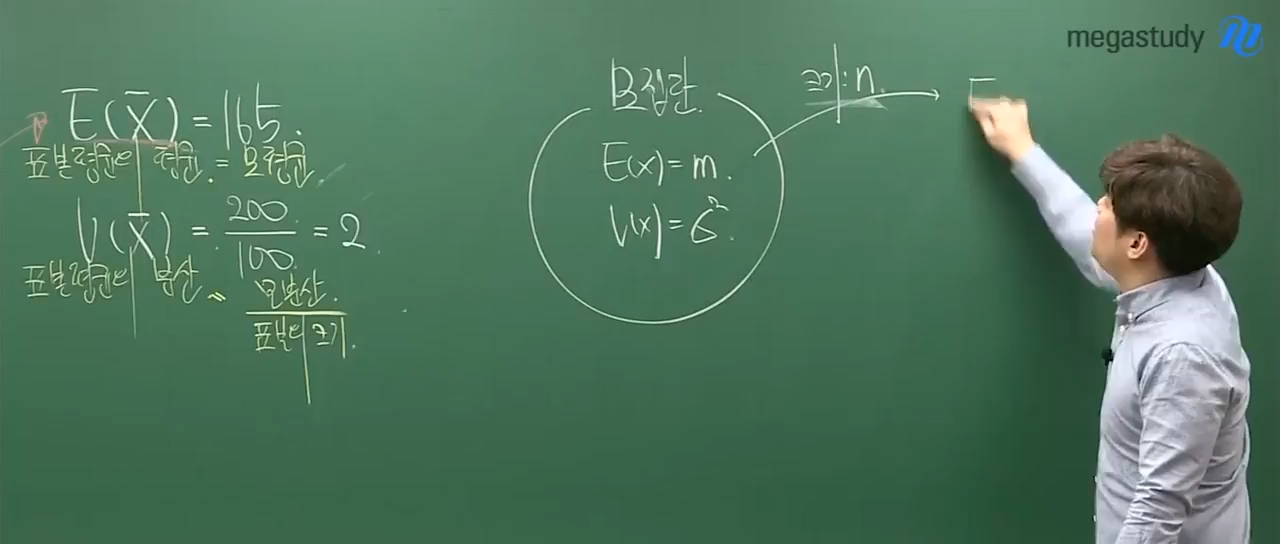 megastudy
E(X̄) = 165.
표본평균의 평균. = 모평균
V(X̄) = 200/100 = 2
표본평균의 분산 = 모분산./표본의 크기.
모집단.
E(x) = m.
V(x) = σ².
크기: n.
E